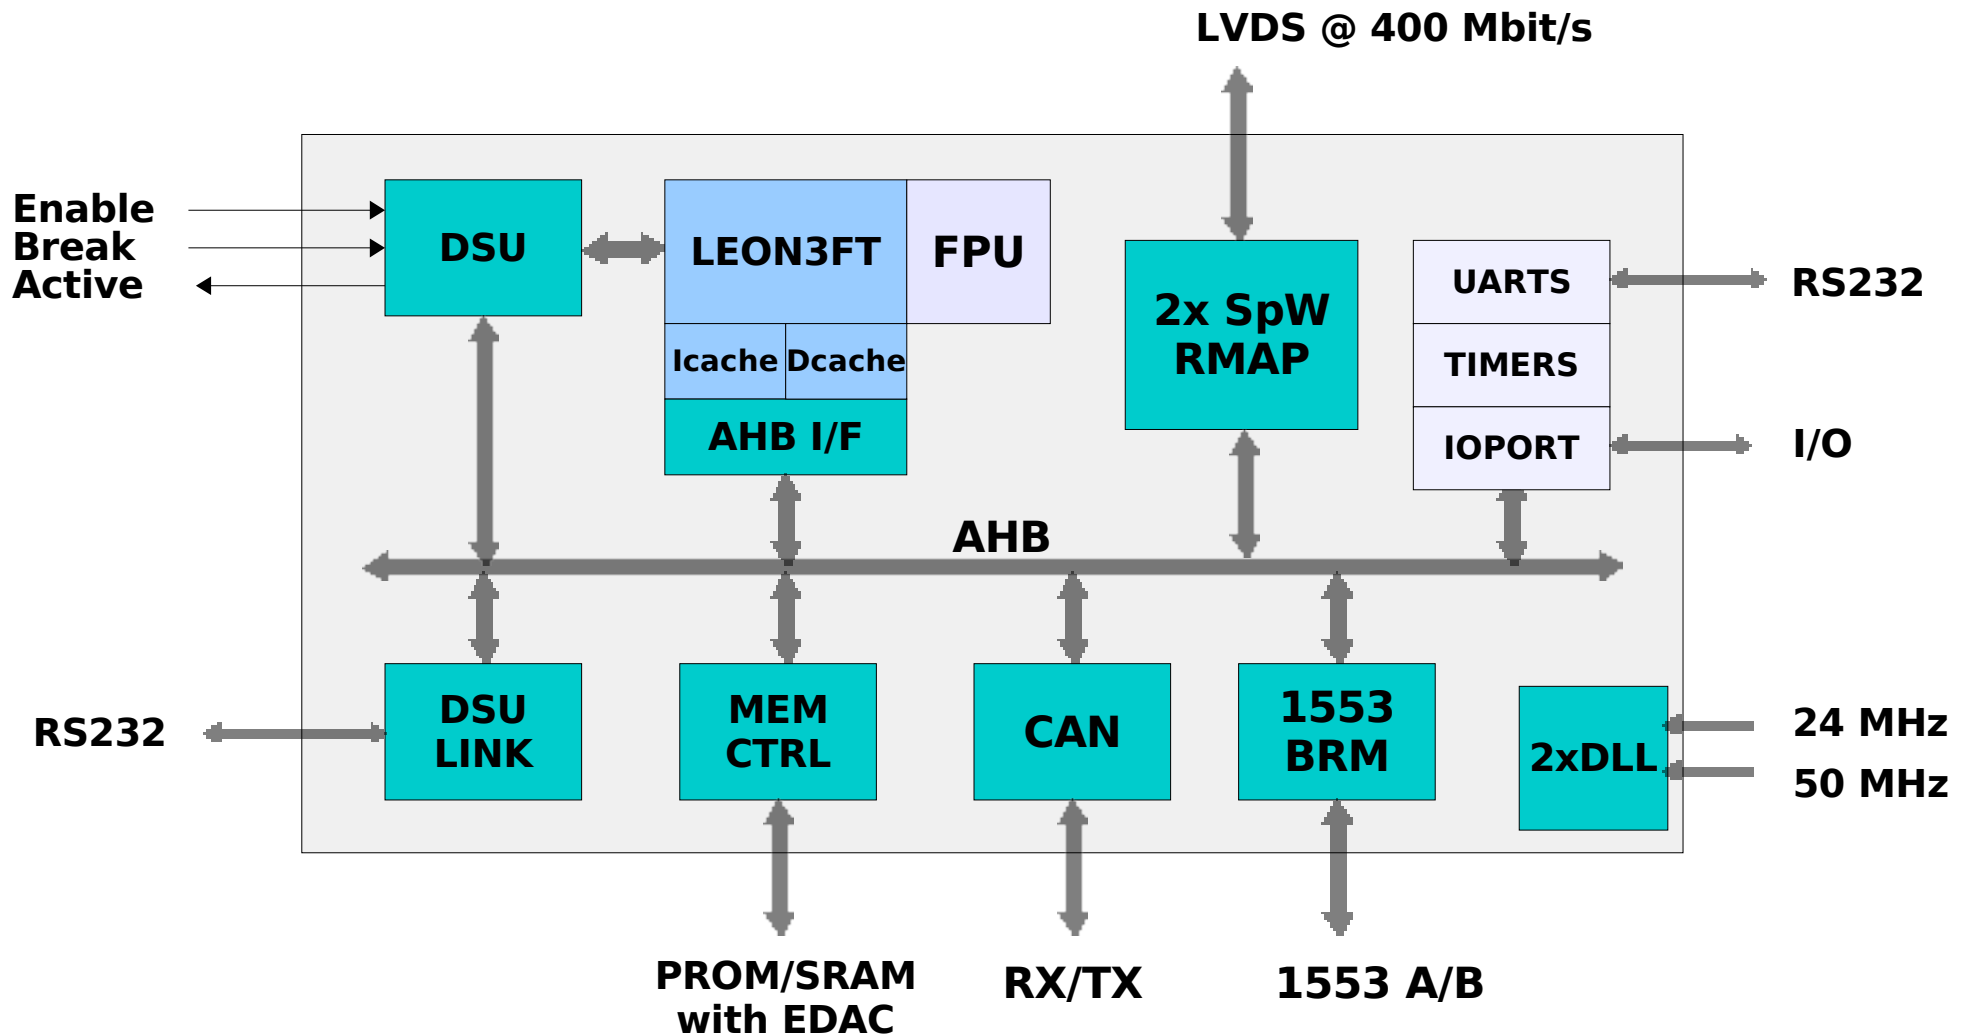 LVDS @ 400 Mbit/s
Enable
Break
Active
DSU
LEON3FT
FPU
Icache
Dcache
AHB I/F
2x SpW
RMAP
UARTS
TIMERS
IOPORT
RS232
I/O
AHB
RS232
DSU
LINK
MEM
CTRL
CAN
1553
BRM
2xDLL
24 MHz
50 MHz
PROM/SRAM
with EDAC
RX/TX
1553 A/B